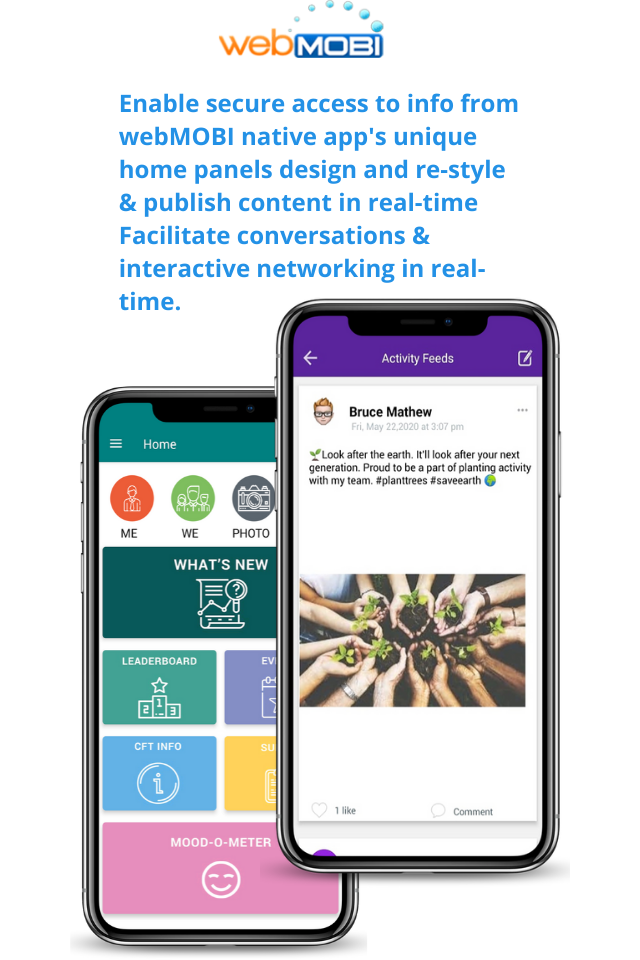 webMOBI
Enable secure access to info from
webMOBI native app's unique
home panels design and re-style
& publish content in real-time
Facilitate conversations &
interactive networking in real-
time.
Activity Feeds
Bruce Mathew
Fri, May 22,2020 at 3:07 pm
Look after the earth. It'll look after your next
generation. Proud to be a part of planting activity
with my team. #planttrees #saveearth
1 like
Comment
Home
ME
WE
PHOTO
WHAT'S NEW
LEADERBOARD
EV
2 1 3
CFT INFO
SU
MOOD-O-METER